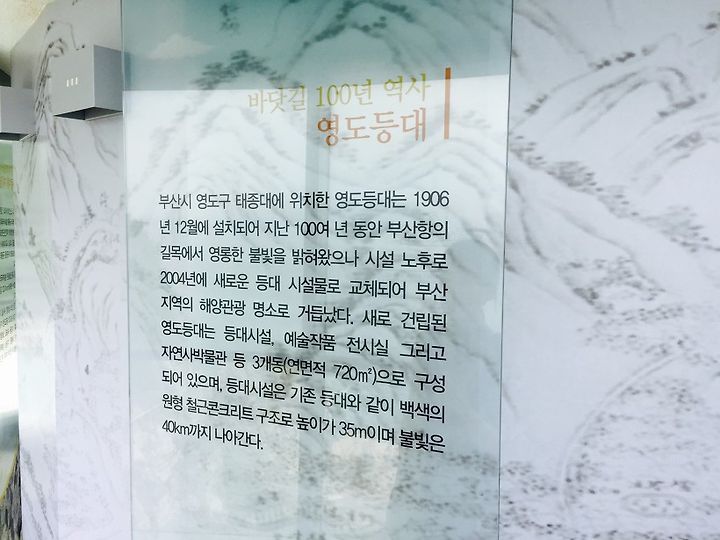 바닷길 100년 역사
영도등대
부산시 영도구 태종대에 위치한 영도등대는 1906
년 12월에 설치되어 지난 100여 년 동안 부산항의
길목에서 영롱한 불빛을 밝혀왔으나 시설 노후로
2004년에 새로운 등대 시설물로 교체되어 부산
지역의 해양관광 명소로 거듭났다. 새로 건립된
영도등대는 등대시설, 예술작품 전시실 그리고
자연사박물관 등 3개동(연면적 720㎡)으로 구성
되어 있으며, 등대시설은 기존 등대와 같이 백색의
원형 철근콘크리트 구조로 높이가 35m이며 불빛은
40km까지 나아간다.